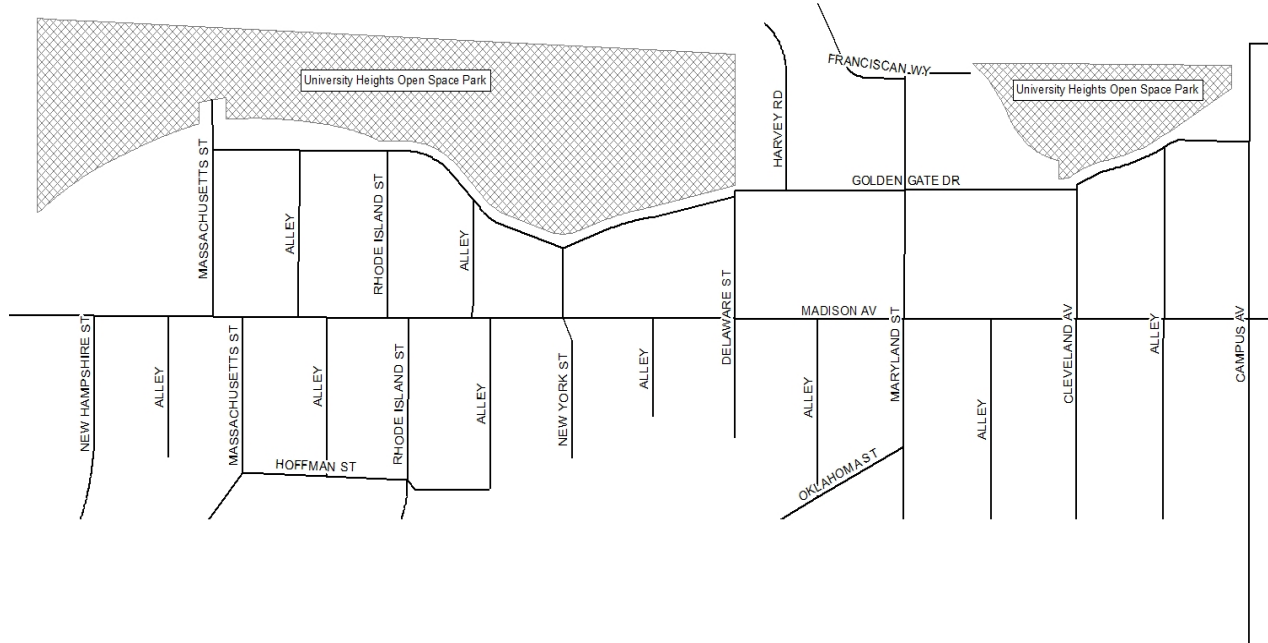 FRANCISCAN WY
University Heights Open Space Park
University Heights Open Space Park
HARVEY RD
GOLDEN GATE DR
MASSACHUSETTS ST
ALLEY
RHODE ISLAND ST
ALLEY
MADISON AV
NEW HAMPSHIRE ST
ALLEY
MASSACHUSETTS ST
ALLEY
RHODE ISLAND ST
ALLEY
NEW YORK ST
ALLEY
DELAWARE ST
ALLEY
MARYLAND ST
ALLEY
CLEVELAND AV
ALLEY
CAMPUS AV
HOFFMAN ST
OKLAHOMA ST